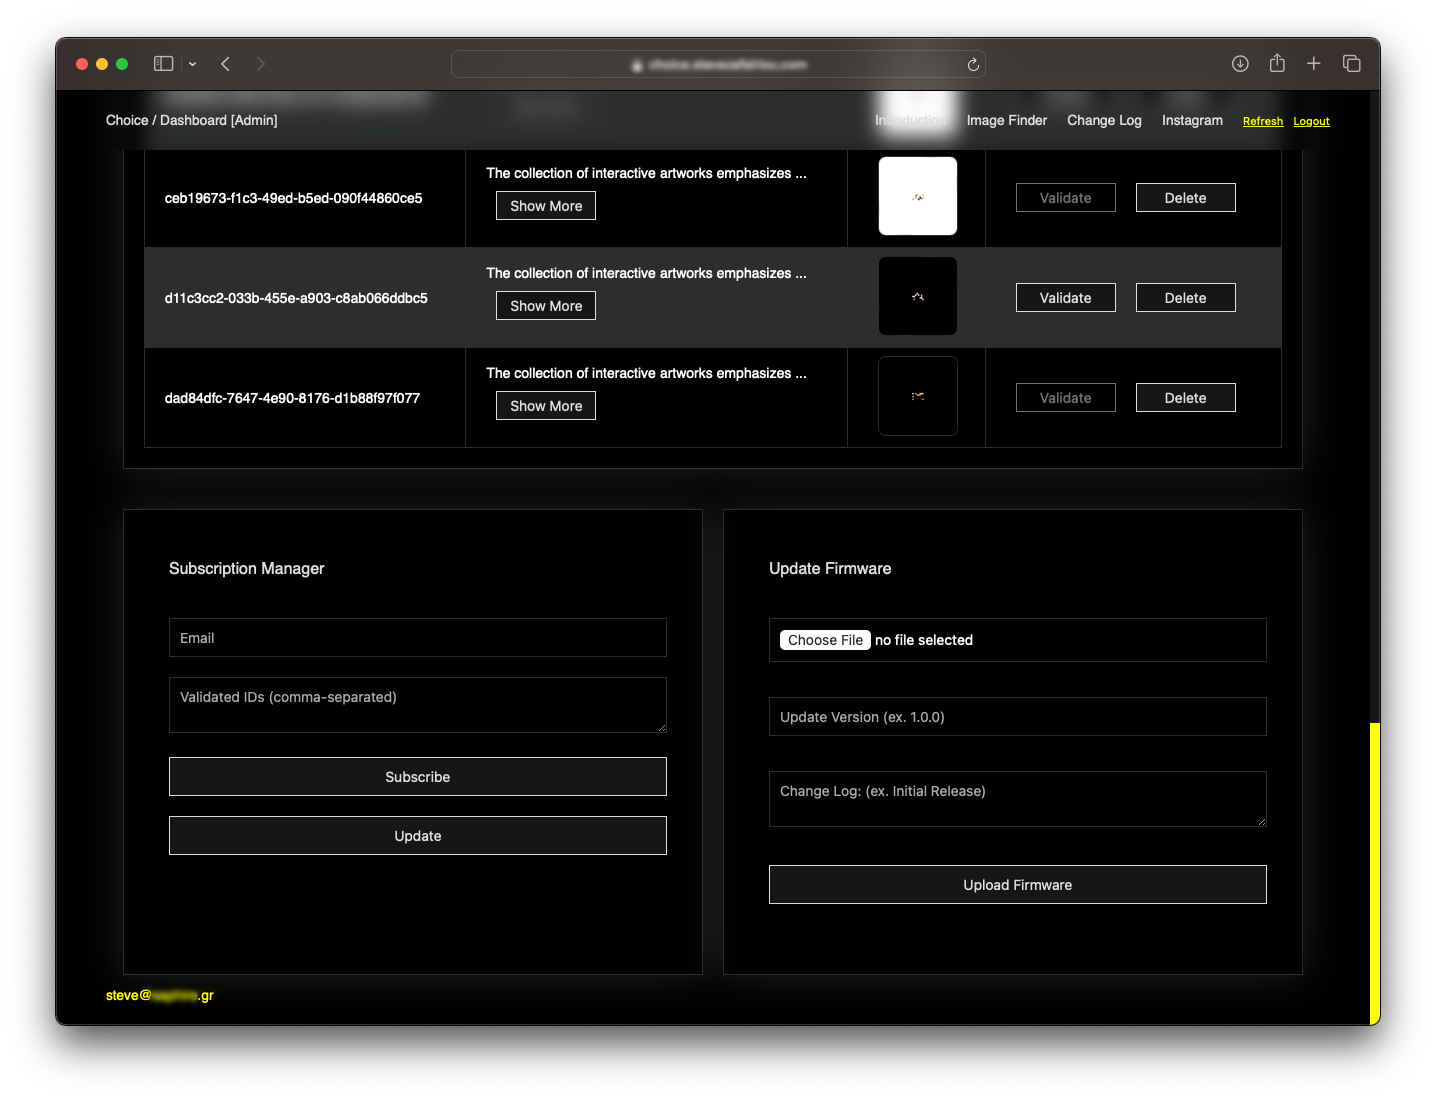 Choice / Dashboard [Admin]
Introduction Image Finder Change Log Instagram Refresh Logout
ceb19673-f1c3-49ed-b5ed-090f44860ce5
The collection of interactive artworks emphasizes ...
Show More
Validate
Delete
d11c3cc2-033b-455e-a903-c8ab066ddbc5
The collection of interactive artworks emphasizes ...
Show More
Validate
Delete
dad84dfc-7647-4e90-8176-d1b88f97f077
The collection of interactive artworks emphasizes ...
Show More
Validate
Delete
Subscription Manager
Email
Validated IDs (comma-separated)
Subscribe
Update
Update Firmware
Choose File no file selected
Update Version (ex. 1.0.0)
Change Log: (ex. Initial Release)
Upload Firmware
steve@ .gr